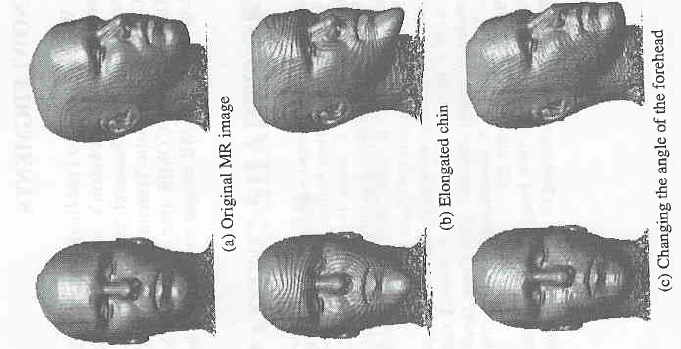 (a) Original MR image
(b) Elongated chin
(c) Changing the angle of the forehead